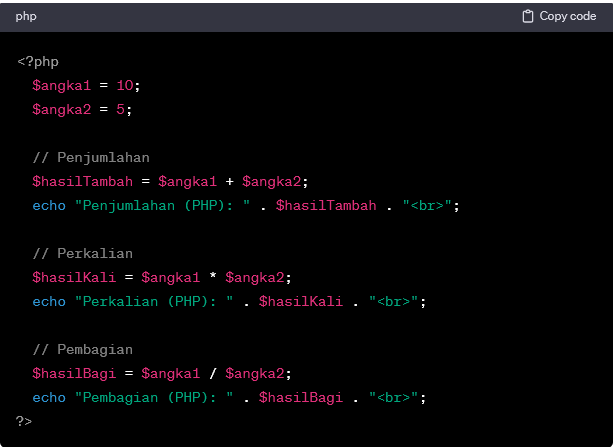 php Copy code
<?php
$angka1 = 10;
$angka2 = 5;
// Penjumlahan
$hasilTambah = $angka1 + $angka2;
echo "Penjumlahan (PHP): " . $hasilTambah . "<br>";
// Perkalian
$hasilKali = $angka1 * $angka2;
echo "Perkalian (PHP): " . $hasilKali . "<br>";
// Pembagian
$hasilBagi = $angka1 / $angka2;
echo "Pembagian (PHP): " . $hasilBagi . "<br>";
?>